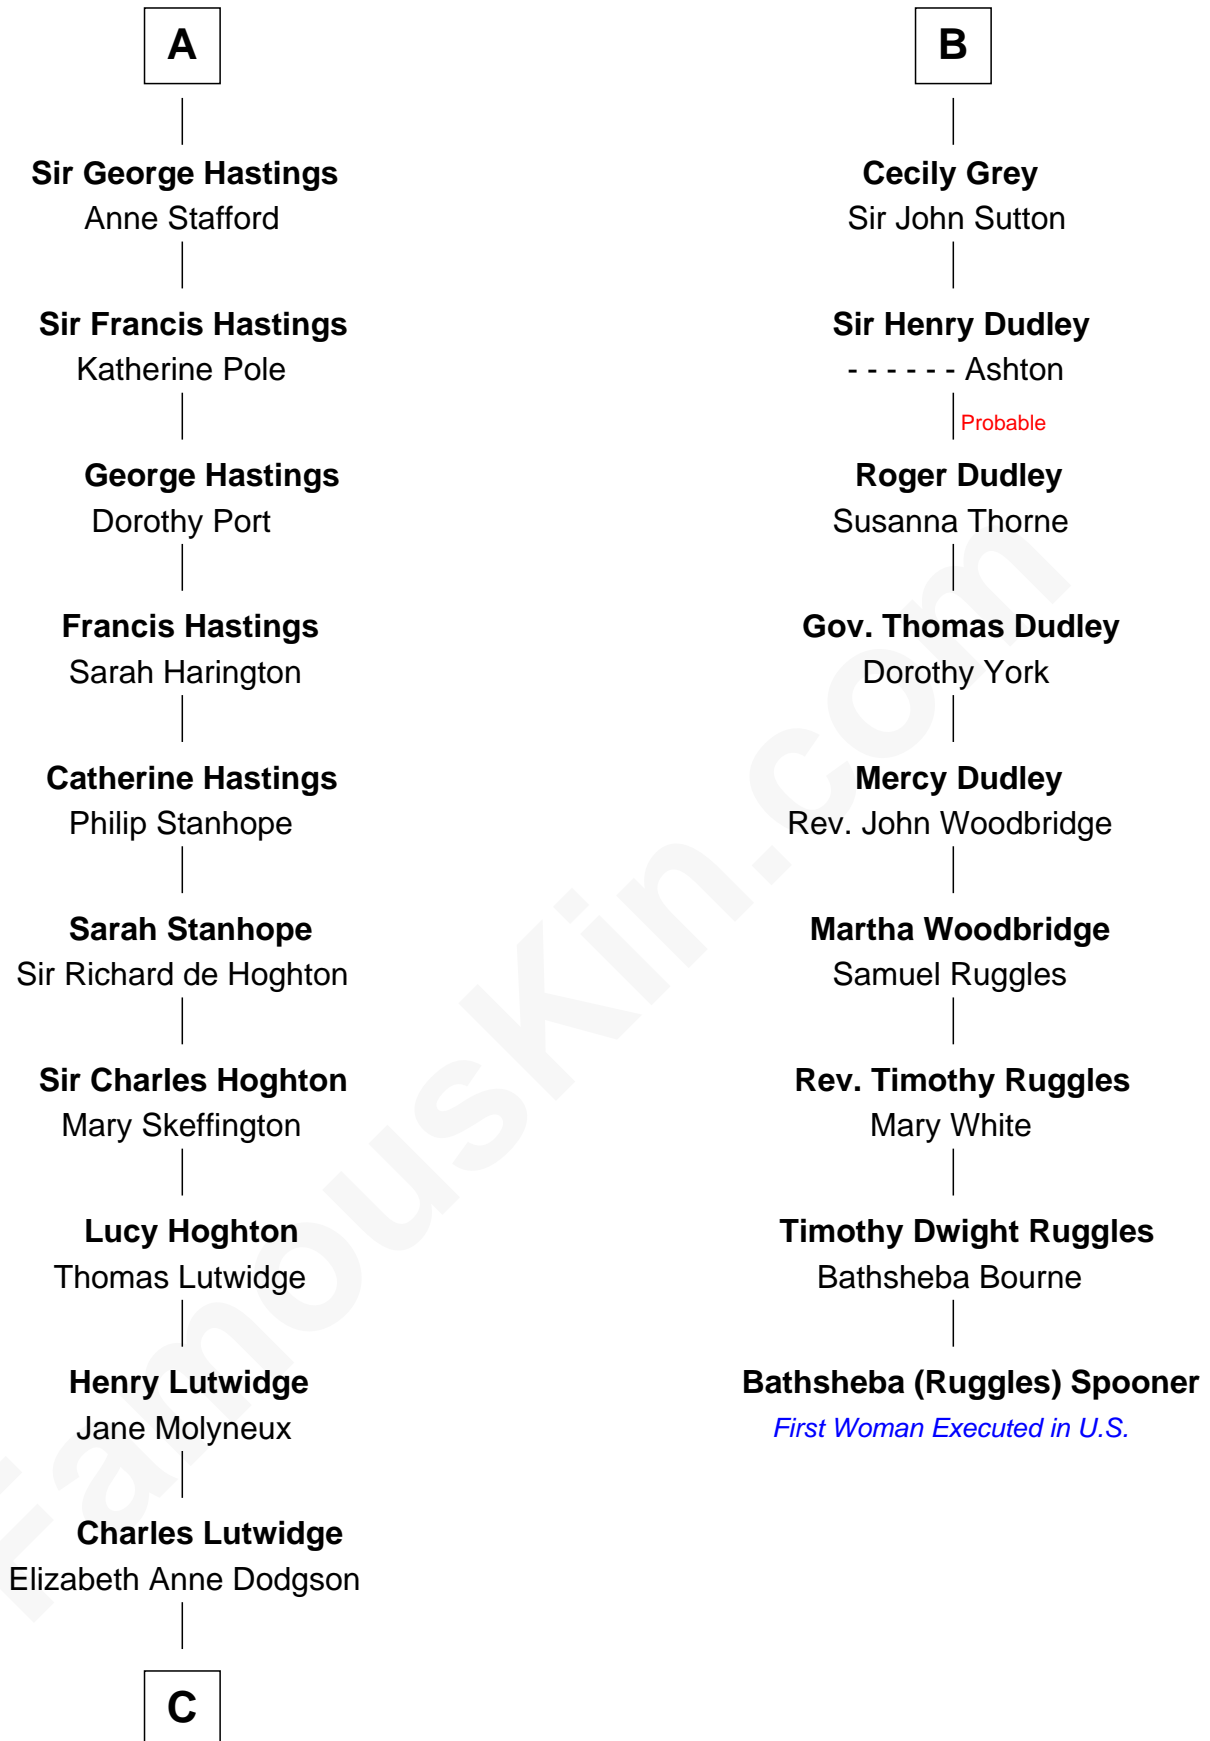 A
Sir George Hastings
Anne Stafford
Sir Francis Hastings
Katherine Pole
George Hastings
Dorothy Port
Francis Hastings
Sarah Harington
Catherine Hastings
Philip Stanhope
Sarah Stanhope
Sir Richard de Hoghton
Sir Charles Hoghton
Mary Skeffington
Lucy Hoghton
Thomas Lutwidge
Henry Lutwidge
Jane Molyneux
Charles Lutwidge
Elizabeth Anne Dodgson
C
B
Cecily Grey
Sir John Sutton
Sir Henry Dudley
- - - - - - Ashton
Probable
Roger Dudley
Susanna Thorne
Gov. Thomas Dudley
Dorothy York
Mercy Dudley
Rev. John Woodbridge
Martha Woodbridge
Samuel Ruggles
Rev. Timothy Ruggles
Mary White
Timothy Dwight Ruggles
Bathsheba Bourne
Bathsheba (Ruggles) Spooner
First Woman Executed in U.S.
FamousKin.com